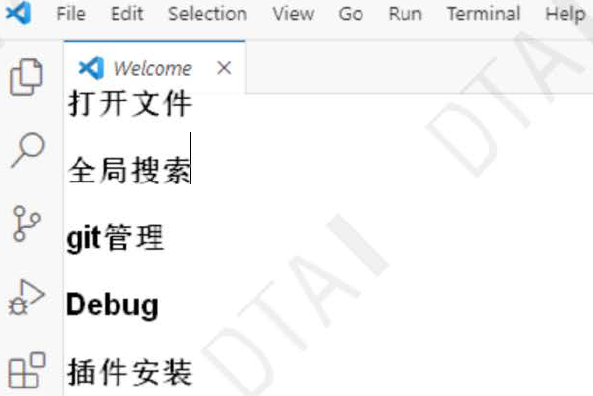 File Edit Selection View Go Run Terminal Help
Welcome
打开文件
全局搜索
git管理
Debug
插件安装
DTAI
DTAI